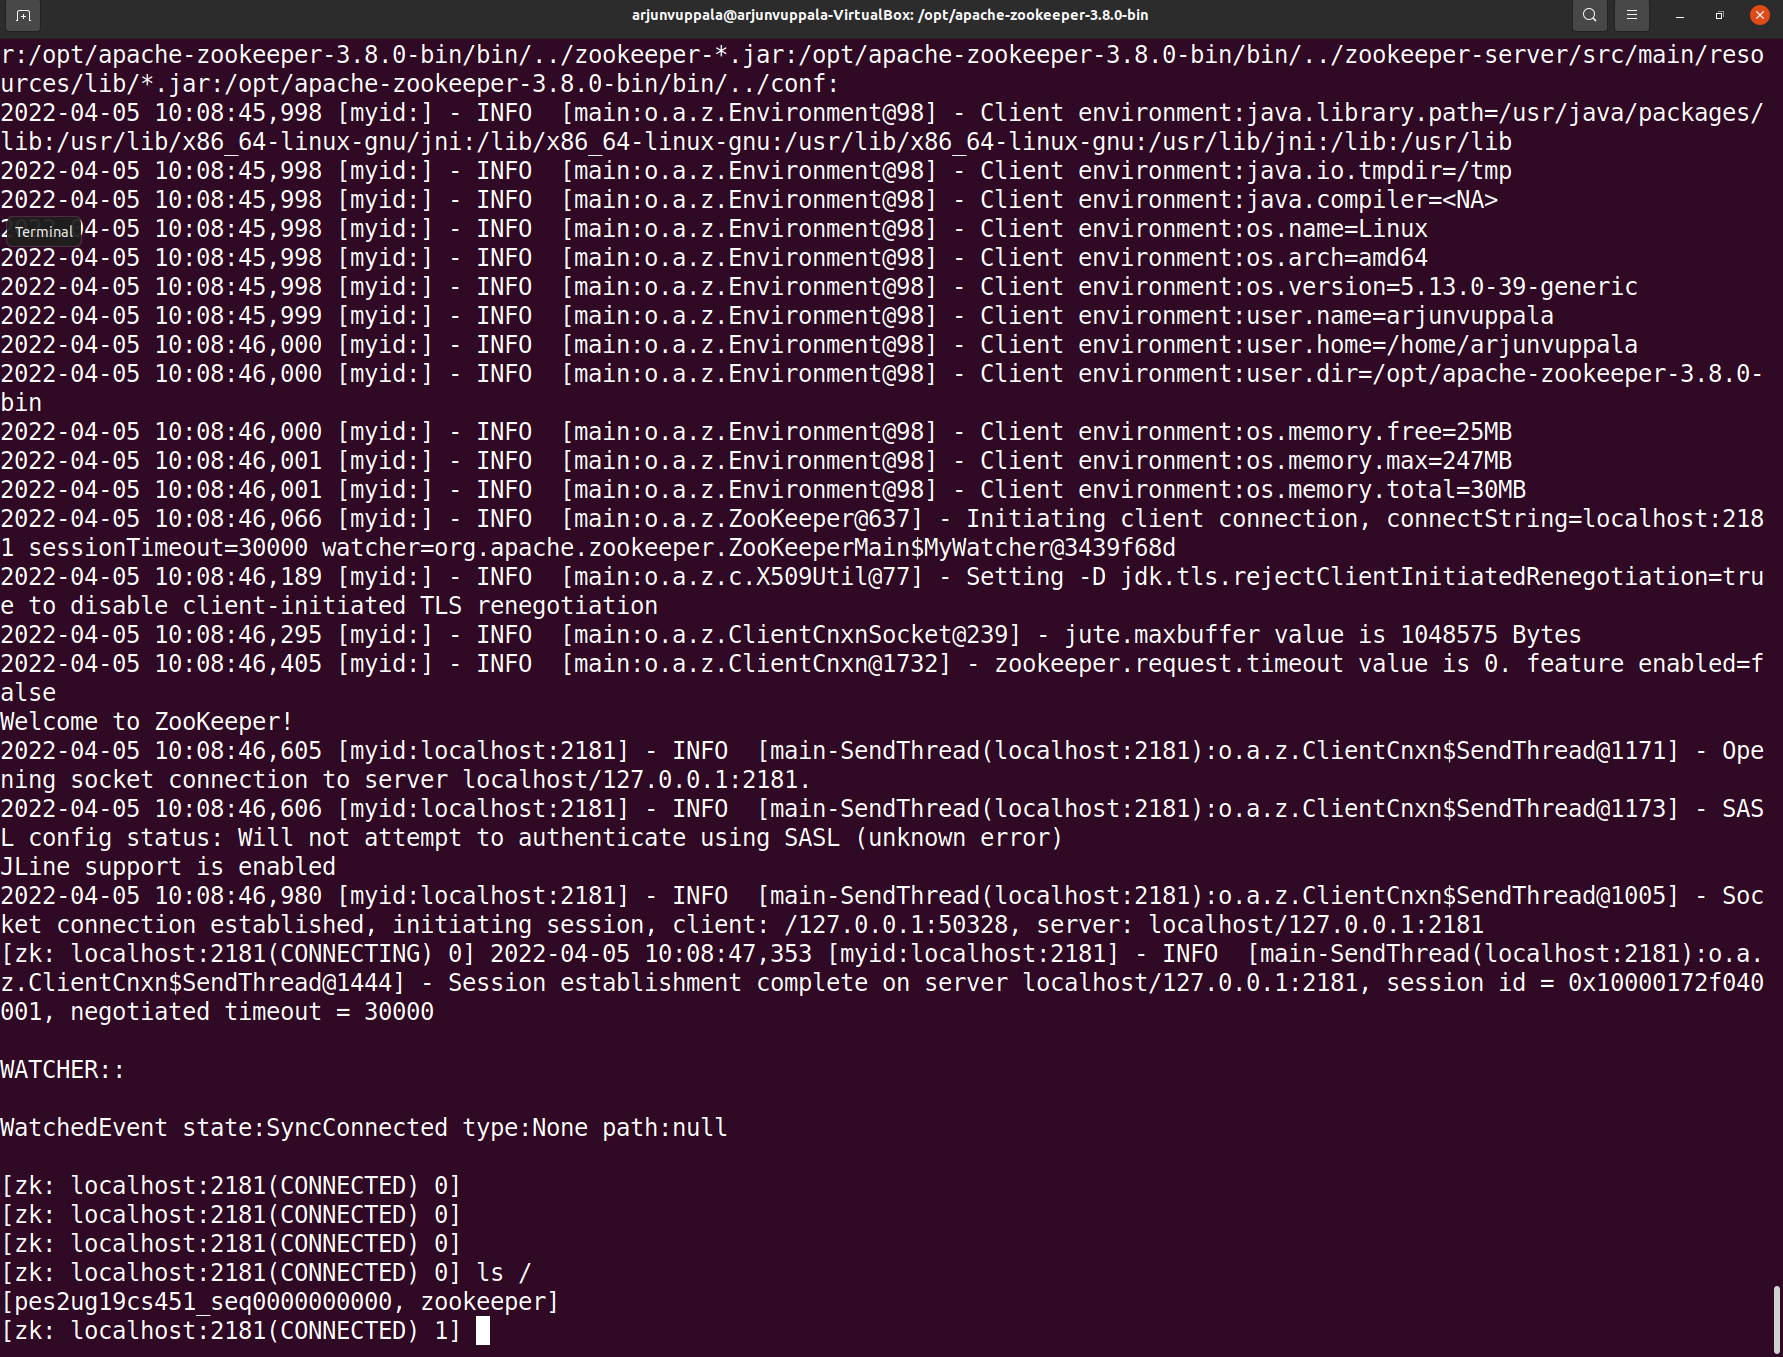 arjunvuppala@arjunvuppala-VirtualBox: /opt/apache-zookeeper-3.8.0-bin
r:/opt/apache-zookeeper-3.8.0-bin/bin/../zookeeper-*.jar:/opt/apache-zookeeper-3.8.0-bin/bin/../zookeeper-server/src/main/reso
urces/lib/*.jar:/opt/apache-zookeeper-3.8.0-bin/bin/../conf:
2022-04-05 10:08:45,998 [myid:] - INFO  [main:o.a.z.Environment@98] - Client environment:java.library.path=/usr/java/packages/
lib:/usr/lib/x86_64-linux-gnu/jni:/lib/x86_64-linux-gnu:/usr/lib/x86_64-linux-gnu:/usr/lib/jni:/lib:/usr/lib
2022-04-05 10:08:45,998 [myid:] - INFO  [main:o.a.z.Environment@98] - Client environment:java.io.tmpdir=/tmp
2022-04-05 10:08:45,998 [myid:] - INFO  [main:o.a.z.Environment@98] - Client environment:java.compiler=<NA>
Terminal
04-05 10:08:45,998 [myid:] - INFO  [main:o.a.z.Environment@98] - Client environment:os.name=Linux
2022-04-05 10:08:45,998 [myid:] - INFO  [main:o.a.z.Environment@98] - Client environment:os.arch=amd64
2022-04-05 10:08:45,998 [myid:] - INFO  [main:o.a.z.Environment@98] - Client environment:os.version=5.13.0-39-generic
2022-04-05 10:08:45,999 [myid:] - INFO  [main:o.a.z.Environment@98] - Client environment:user.name=arjunvuppala
2022-04-05 10:08:46,000 [myid:] - INFO  [main:o.a.z.Environment@98] - Client environment:user.home=/home/arjunvuppala
2022-04-05 10:08:46,000 [myid:] - INFO  [main:o.a.z.Environment@98] - Client environment:user.dir=/opt/apache-zookeeper-3.8.0-
bin
2022-04-05 10:08:46,000 [myid:] - INFO  [main:o.a.z.Environment@98] - Client environment:os.memory.free=25MB
2022-04-05 10:08:46,001 [myid:] - INFO  [main:o.a.z.Environment@98] - Client environment:os.memory.max=247MB
2022-04-05 10:08:46,001 [myid:] - INFO  [main:o.a.z.Environment@98] - Client environment:os.memory.total=30MB
2022-04-05 10:08:46,066 [myid:] - INFO  [main:o.a.z.ZooKeeper@637] - Initiating client connection, connectString=localhost:218
1 sessionTimeout=30000 watcher=org.apache.zookeeper.ZooKeeperMain$MyWatcher@3439f68d
2022-04-05 10:08:46,189 [myid:] - INFO  [main:o.a.z.c.X509Util@77] - Setting -D jdk.tls.rejectClientInitiatedRenegotiation=tru
e to disable client-initiated TLS renegotiation
2022-04-05 10:08:46,295 [myid:] - INFO  [main:o.a.z.ClientCnxnSocket@239] - jute.maxbuffer value is 1048575 Bytes
2022-04-05 10:08:46,405 [myid:] - INFO  [main:o.a.z.ClientCnxn@1732] - zookeeper.request.timeout value is 0. feature enabled=f
alse
Welcome to ZooKeeper!
2022-04-05 10:08:46,605 [myid:localhost:2181] - INFO  [main-SendThread(localhost:2181):o.a.z.ClientCnxn$SendThread@1171] - Ope
ning socket connection to server localhost/127.0.0.1:2181.
2022-04-05 10:08:46,606 [myid:localhost:2181] - INFO  [main-SendThread(localhost:2181):o.a.z.ClientCnxn$SendThread@1173] - SAS
L config status: Will not attempt to authenticate using SASL (unknown error)
JLine support is enabled
2022-04-05 10:08:46,980 [myid:localhost:2181] - INFO  [main-SendThread(localhost:2181):o.a.z.ClientCnxn$SendThread@1005] - Soc
ket connection established, initiating session, client: /127.0.0.1:50328, server: localhost/127.0.0.1:2181
[zk: localhost:2181(CONNECTING) 0] 2022-04-05 10:08:47,353 [myid:localhost:2181] - INFO  [main-SendThread(localhost:2181):o.a.
z.ClientCnxn$SendThread@1444] - Session establishment complete on server localhost/127.0.0.1:2181, session id = 0x10000172f040
001, negotiated timeout = 30000
WATCHER::
WatchedEvent state:SyncConnected type:None path:null
[zk: localhost:2181(CONNECTED) 0]
[zk: localhost:2181(CONNECTED) 0]
[zk: localhost:2181(CONNECTED) 0]
[zk: localhost:2181(CONNECTED) 0] ls /
[pes2ug19cs451_seq0000000000, zookeeper]
[zk: localhost:2181(CONNECTED) 1]